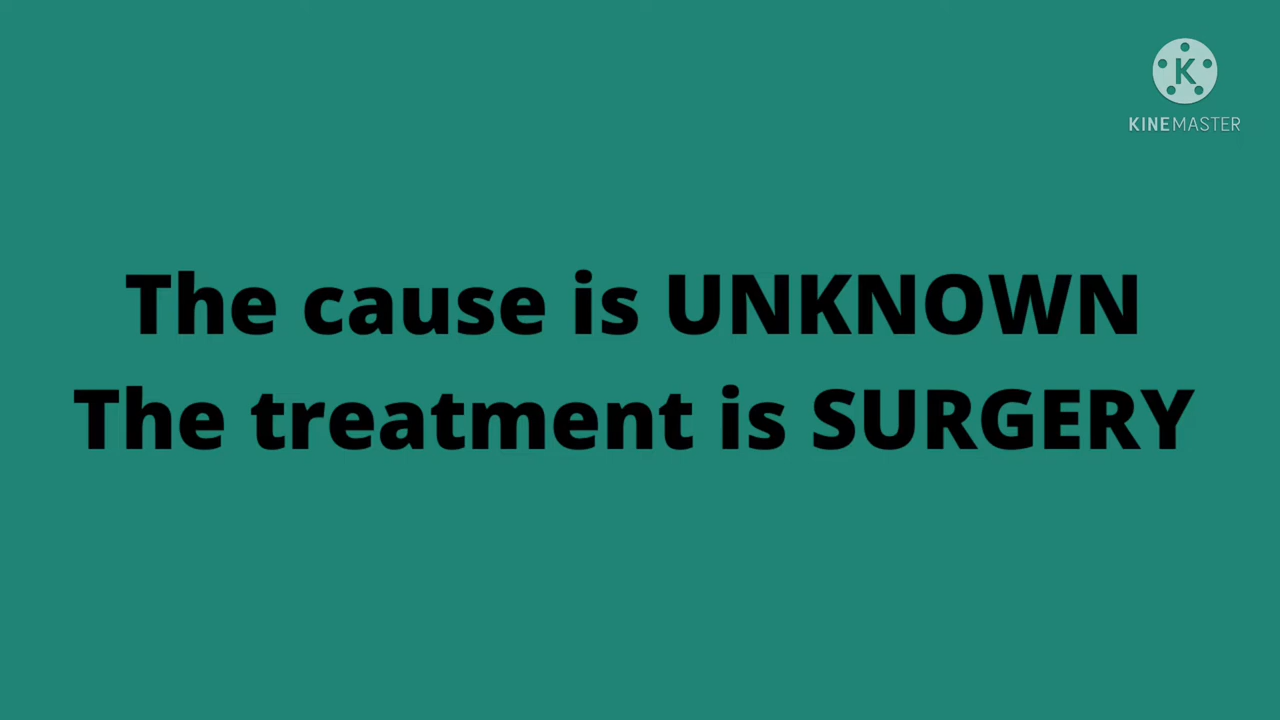 K
KINEMASTER
The cause is UNKNOWN
The treatment is SURGERY